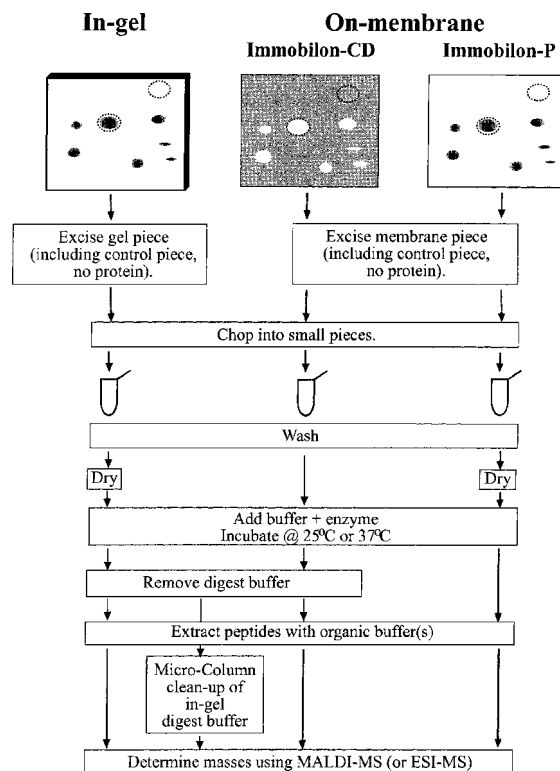 In-gel
On-membrane
Immobilon-CD
Immobilon-P
Excise gel piece
(including control piece,
no protein).
Excise membrane piece
(including control piece,
no protein).
Chop into small pieces.
Wash
Dry
Dry
Add buffer + enzyme
Incubate @ 25⁰C or 37⁰C
Remove digest buffer
Extract peptides with organic buffer(s)
Micro-Column
clean-up of
in-gel
digest buffer
Determine masses using MALDI-MS (or ESI-MS)